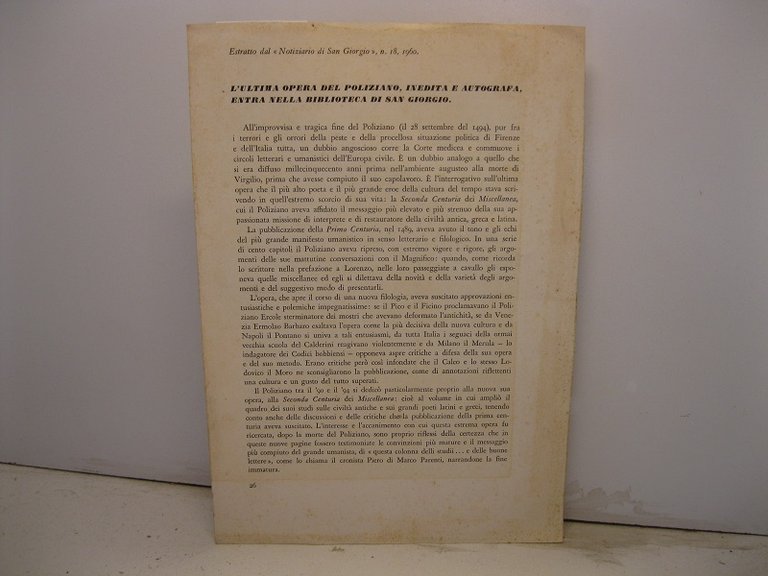 Estratto dal « Notiziario di San Giorgio », n. 18, 1960.
L'ULTIMA OPERA DEL POLIZIANO, INEDITA E AUTOGRAFA,
ENTRA NELLA BIBLIOTECA DI SAN GIORGIO.
All'improvvisa e tragica fine del Poliziano (il 28 settembre del 1494), pur fra
i terrori e gli orrori della peste e della procellosa situazione politica di Firenze
e dell'Italia tutta, un dubbio angoscioso corre la Corte medicea e commuove i
circoli letterari e umanistici dell'Europa civile. È un dubbio analogo a quello che
si era diffuso millecinquecento anni prima nell'ambiente augusteo alla morte di
Virgilio, prima che avesse compiuto il suo capolavoro. È l'interrogativo sull'ultima
opera che il più alto poeta e il più grande eroe della cultura del tempo stava scri-
vendo in quell'estremo scorcio di sua vita: la Seconda Centuria dei Miscellanea,
cui il Poliziano aveva affidato il messaggio più elevato e più strenuo della sua ap-
passionata missione di interprete e di restauratore della civiltà antica, greca e latina.
La pubblicazione della Prima Centuria, nel 1489, aveva avuto il tono e gli echi
del più grande manifesto umanistico in senso letterario e filologico. In una serie
di cento capitoli il Poliziano aveva ripreso, con estremo vigore e rigore, gli argo-
menti delle sue mattutine conversazioni con il Magnifico: quando, come ricorda
lo scrittore nella prefazione a Lorenzo, nelle loro passeggiate a cavallo gli espo-
neva quelle miscellanee ed egli si dilettava della novità e della varietà degli argo-
menti e del suggestivo modo di presentarli.
L'opera, che apre il corso di una nuova filologia, aveva suscitato approvazioni en-
tusiastiche e polemiche impegnatissime: se il Pico e il Ficino proclamavano il Poli-
ziano Ercole sterminatore dei mostri che avevano deformato l'antichità, se da Vene-
zia Ermolao Barbaro esaltava l'opera come la più decisiva della nuova cultura e da
Napoli il Pontano si univa a tali entusiasmi, da tutta Italia i seguaci della ormai
vecchia scuola del Calderini reagivano violentemente e da Milano il Merula – lo
indagatore dei Codici bobbiensi – opponeva aspre critiche a difesa della sua opera
e del suo metodo. Erano critiche però così infondate che il Calco e lo stesso Lo-
dovico il Moro ne sconsigliarono la pubblicazione, come di annotazioni riflettenti
una cultura e un gusto del tutto superati.
Il Poliziano tra il '90 e il '94 si dedicò particolarmente proprio alla nuova sua
opera, alla Seconda Centuria dei Miscellanea: cioè al volume in cui ampliò il
quadro dei suoi studi sulle civiltà antiche e sui grandi poeti latini e greci, tenendo
conto anche delle discussioni e delle critiche che la pubblicazione della prima cen-
turia aveva suscitato. L'interesse e l'accanimento con cui questa estrema opera fu
ricercata, dopo la morte del Poliziano, sono proprio riflessi della certezza che in
queste nuove pagine fossero testimoniate le convinzioni più mature e il messaggio
più compiuto del grande umanista, di « questa colonna delli studii . . . e delle buone
lettere », come lo chiama il cronista Piero di Marco Parenti, narrandone la fine
immatura.
26